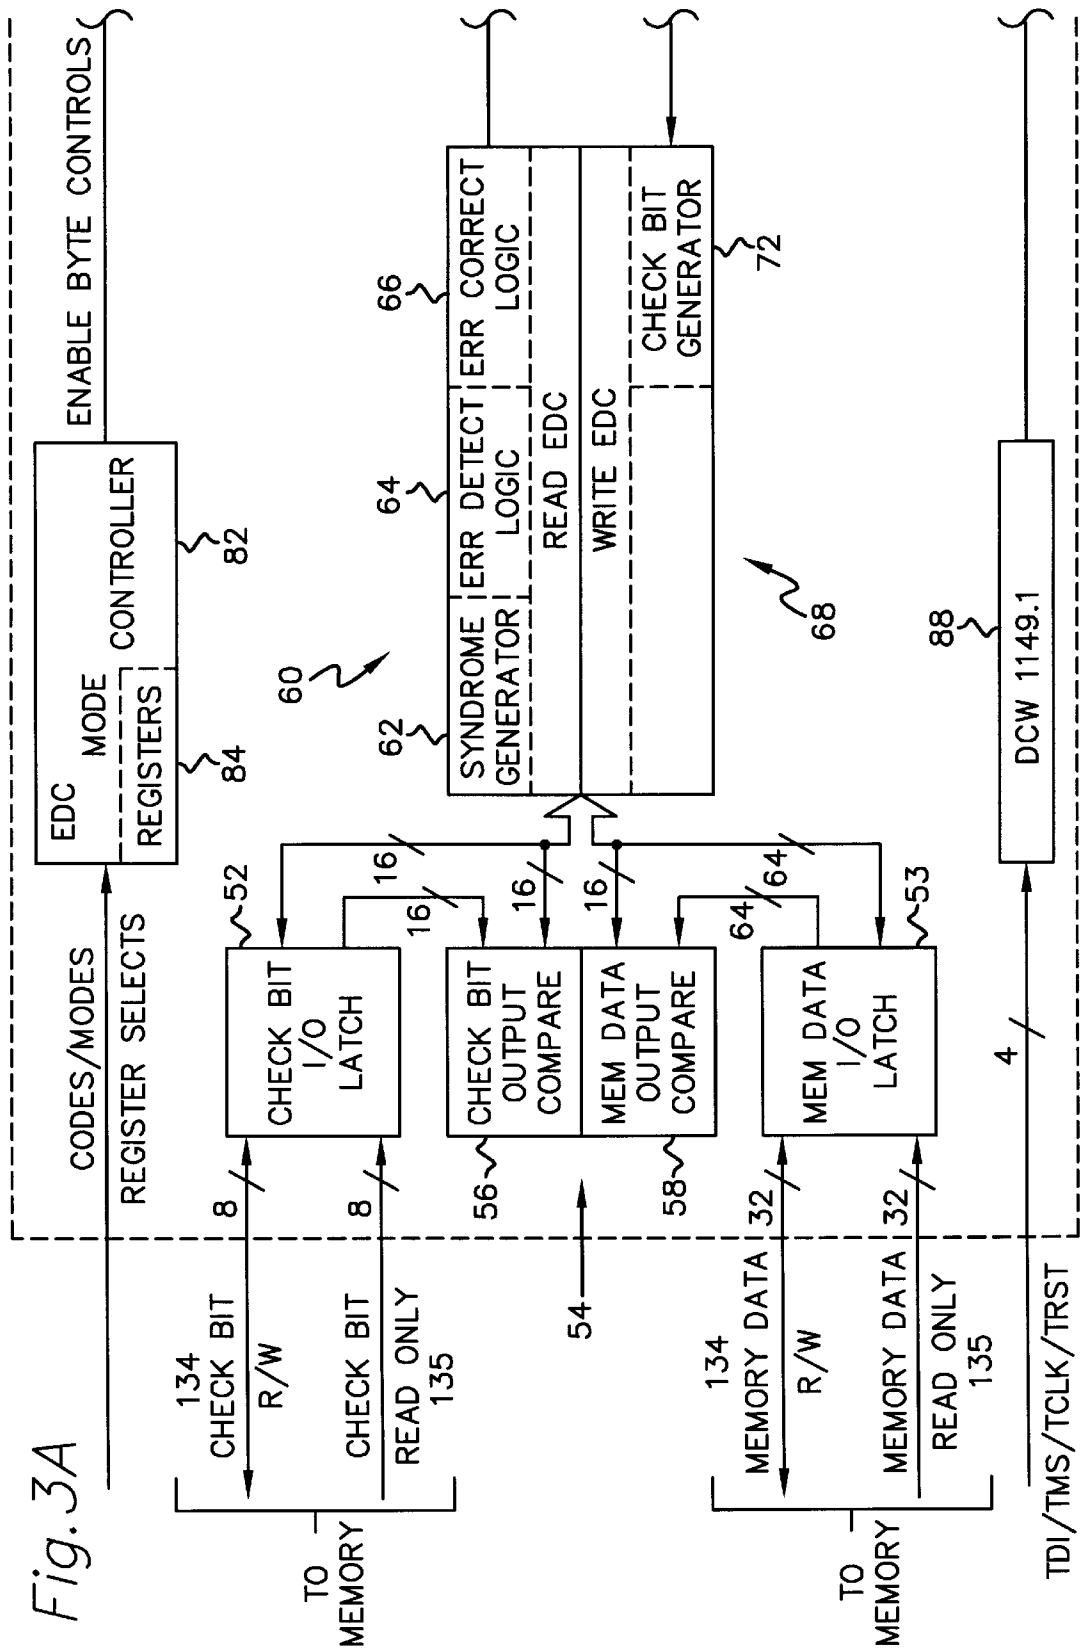 Fig. 3A
CODES/MODES
REGISTER SELECTS
EDC
MODE
CONTROLLER
REGISTERS
84
82
ENABLE BYTE CONTROLS
TO
MEMORY
134
CHECK BIT
R/W
8
CHECK BIT
READ ONLY
135
8
CHECK BIT
I/O
LATCH
52
16
16
60
54
56
CHECK BIT
OUTPUT
COMPARE
16
MEM DATA
OUTPUT
COMPARE
58
16
62
64
66
SYNDROME
GENERATOR
ERR DETECT
LOGIC
ERR CORRECT
LOGIC
READ EDC
WRITE EDC
CHECK BIT
GENERATOR
72
68
TO
MEMORY
134
MEMORY DATA
R/W
32
MEMORY DATA
READ ONLY
135
32
MEM DATA
I/O
LATCH
53
64
64
TDI/TMS/TCLK/TRST
4
DCW 1149.1
88